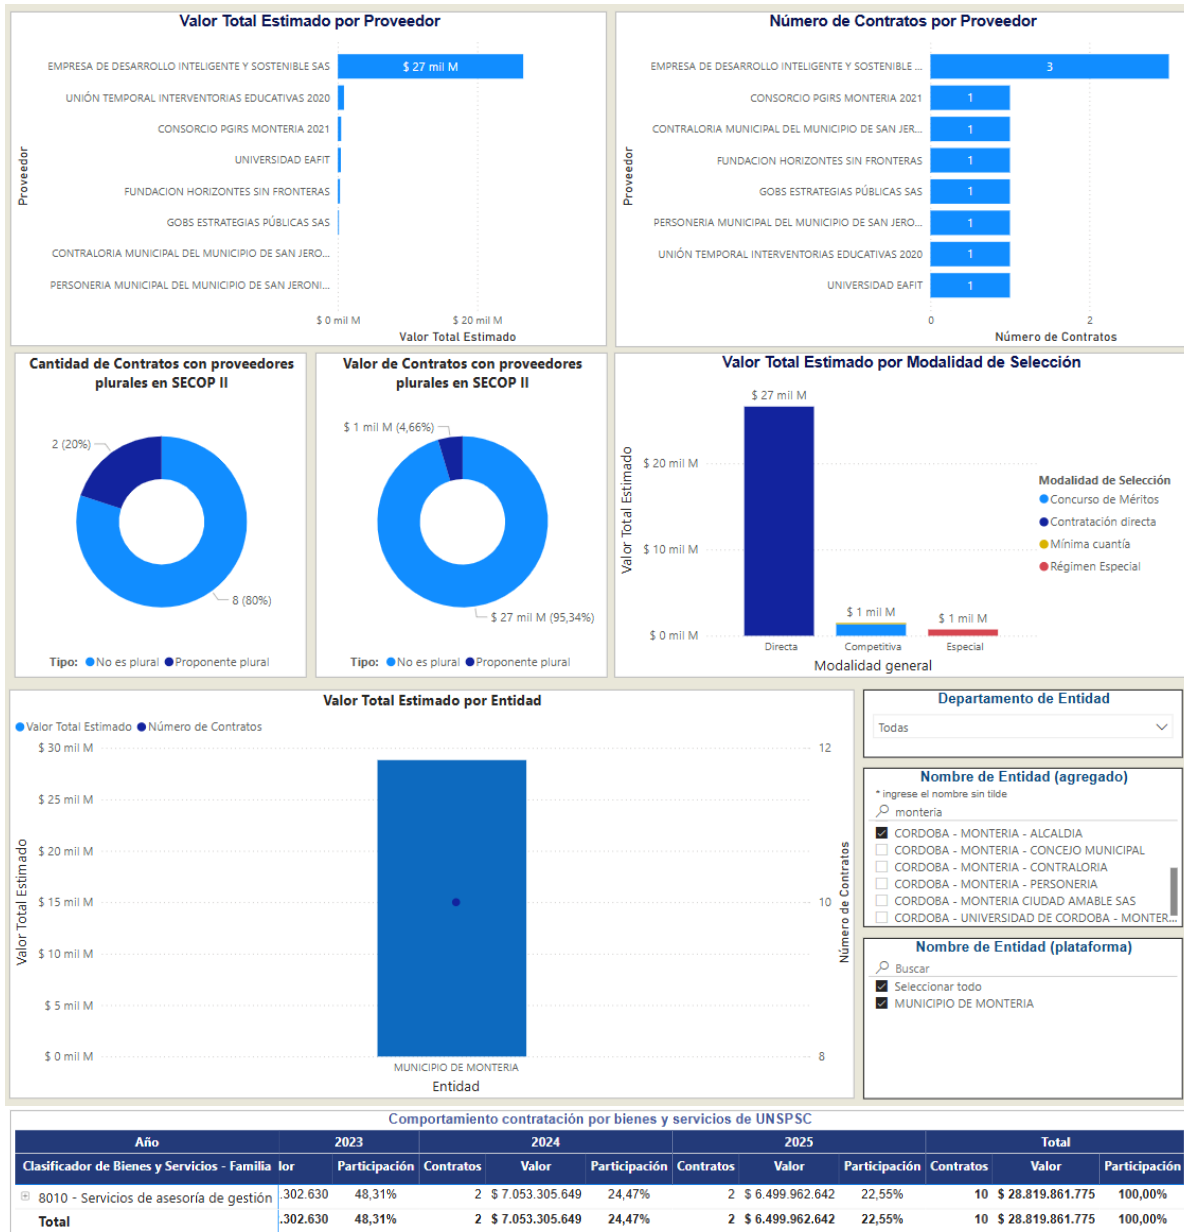 Valor Total Estimado por Proveedor
Proveedor
EMPRESA DE DESARROLLO INTELIGENTE Y SOSTENIBLE SAS
$ 27 mil M
UNIÓN TEMPORAL INTERVENTORIAS EDUCATIVAS 2020
CONSORCIO PGIRS MONTERIA 2021
UNIVERSIDAD EAFIT
FUNDACION HORIZONTES SIN FRONTERAS
GOBS ESTRATEGIAS PÚBLICAS SAS
CONTRALORIA MUNICIPAL DEL MUNICIPIO DE SAN JERO...
PERSONERIA MUNICIPAL DEL MUNICIPIO DE SAN JERONI...
$ 0 mil M $ 20 mil M
Valor Total Estimado
Número de Contratos por Proveedor
Proveedor
EMPRESA DE DESARROLLO INTELIGENTE Y SOSTENIBLE ... 3
CONSORCIO PGIRS MONTERIA 2021 1
CONTRALORIA MUNICIPAL DEL MUNICIPIO DE SAN JER... 1
FUNDACION HORIZONTES SIN FRONTERAS 1
GOBS ESTRATEGIAS PÚBLICAS SAS 1
PERSONERIA MUNICIPAL DEL MUNICIPIO DE SAN JERO... 1
UNIÓN TEMPORAL INTERVENTORIAS EDUCATIVAS 2020 1
UNIVERSIDAD EAFIT 1
0 2
Número de Contratos
Cantidad de Contratos con proveedores
plurales en SECOP II
2 (20%)
8 (80%)
Tipo: No es plural Proponente plural
Valor de Contratos con proveedores
plurales en SECOP II
$ 1 mil M (4,66%)
$ 27 mil M (95,34%)
Tipo: No es plural Proponente plural
Valor Total Estimado por Modalidad de Selección
Valor Total Estimado
$ 27 mil M
$ 20 mil M
$ 10 mil M
$ 1 mil M
$ 1 mil M
$ 0 mil M
Directa Competitiva Especial
Modalidad general
Modalidad de Selección
Concurso de Méritos
Contratación directa
Mínima cuantía
Régimen Especial
Valor Total Estimado por Entidad
Valor Total Estimado Número de Contratos
Valor Total Estimado
$ 30 mil M
$ 25 mil M
$ 20 mil M
$ 15 mil M
$ 10 mil M
$ 5 mil M
$ 0 mil M
12
10
8
Número de Contratos
MUNICIPIO DE MONTERIA
Entidad
Departamento de Entidad
Todas
Nombre de Entidad (agregado)
* ingrese el nombre sin tilde
monteria
CORDOBA - MONTERIA - ALCALDIA
CORDOBA - MONTERIA - CONCEJO MUNICIPAL
CORDOBA - MONTERIA - CONTRALORIA
CORDOBA - MONTERIA - PERSONERIA
CORDOBA - MONTERIA CIUDAD AMABLE SAS
CORDOBA - UNIVERSIDAD DE CORDOBA - MONTER...
Nombre de Entidad (plataforma)
Buscar
Seleccionar todo
MUNICIPIO DE MONTERIA
Comportamiento contratación por bienes y servicios de UNSPSC
Año 2023 2024 2025 Total
Clasificador de Bienes y Servicios - Familia lor Participación Contratos Valor Participación Contratos Valor Participación Contratos Valor Participación
8010 - Servicios de asesoría de gestión .302.630 48,31% 2 $ 7.053.305.649 24,47% 2 $ 6.499.962.642 22,55% 10 $ 28.819.861.775 100,00%
Total .302.630 48,31% 2 $ 7.053.305.649 24,47% 2 $ 6.499.962.642 22,55% 10 $ 28.819.861.775 100,00%